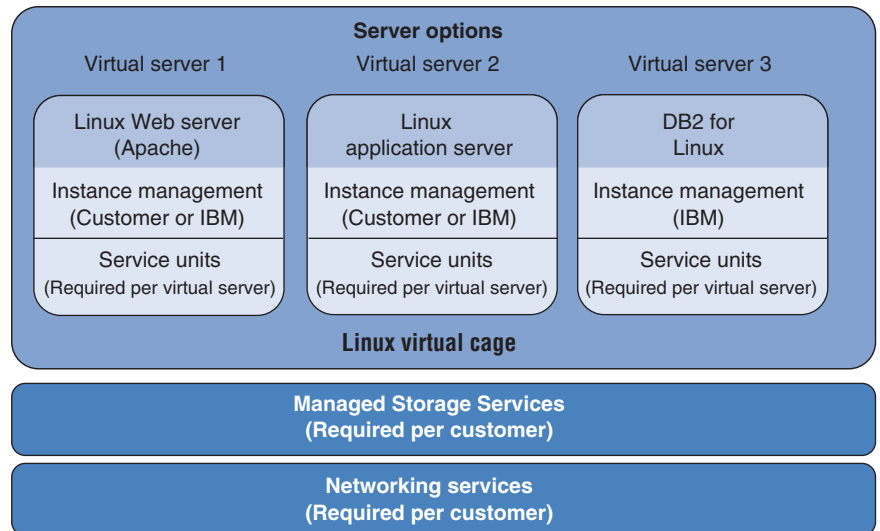 Server options
Virtual server 1
Virtual server 2
Virtual server 3
Linux Web server
(Apache)
Linux
application server
DB2 for
Linux
Instance management
(Customer or IBM)
Instance management
(Customer or IBM)
Instance management
(IBM)
Service units
(Required per virtual server)
Service units
(Required per virtual server)
Service units
(Required per virtual server)
Linux virtual cage
Managed Storage Services
(Required per customer)
Networking services
(Required per customer)